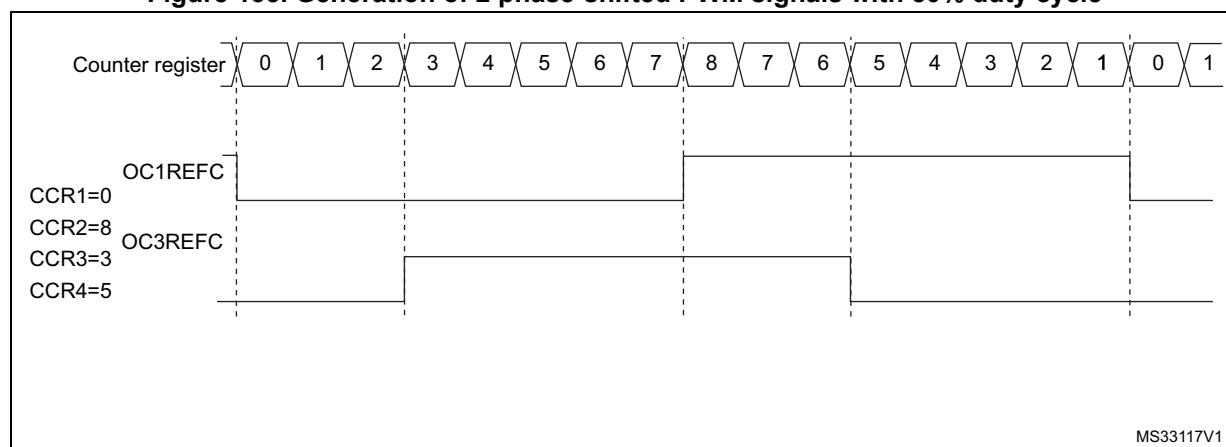 Figure 183. Generation of 2 phase-shifted PWM signals with 50% duty cycle
Counter register 0 1 2 3 4 5 6 7 8 7 6 5 4 3 2 1 0 1
OC1REFC
CCR1=0
CCR2=8
OC3REFC
CCR3=3
CCR4=5
MS33117V1